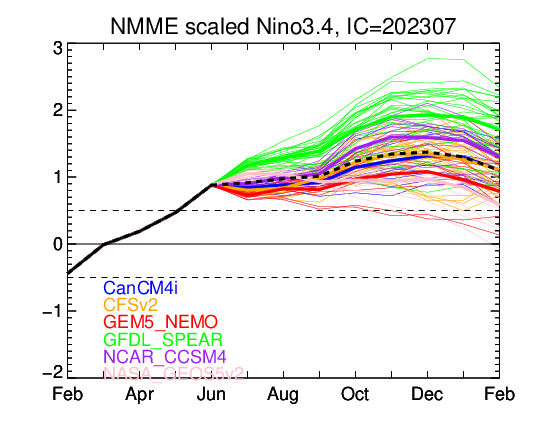 NMME scaled Nino3.4, IC=202307
3
2
1
0
−1
−2
CanCM4i
CFSv2
GEM5_NEMO
GFDL_SPEAR
NCAR_CCSM4
NASA_GEOS5v2
Feb Apr Jun Aug Oct Dec Feb